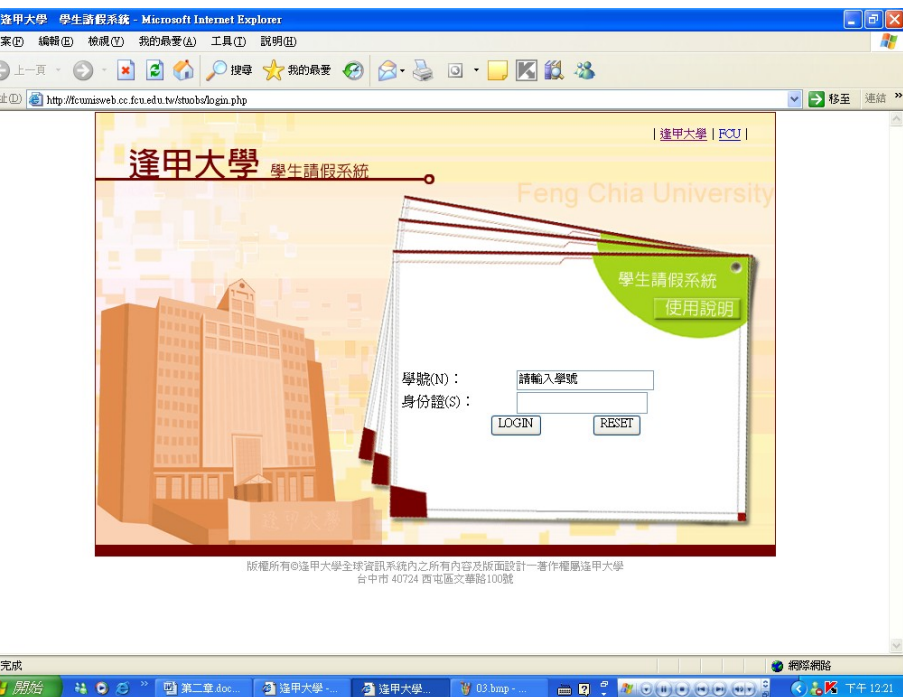 逢甲大學 學生請假系統 - Microsoft Internet Explorer
案(F) 編輯(E) 檢視(V) 我的最愛(A) 工具(T) 說明(H)
上一頁 搜尋 我的最愛
址(D) http://fcumisweb.cc.fcu.edu.tw/stuobs/login.php 移至 連結 »
| 逢甲大學 | FCU |
逢甲大學 學生請假系統
Feng Chia University
學生請假系統
使用說明
學號(N)： 請輸入學號
身份證(S)：
LOGIN RESET
逢甲大學
版權所有©逢甲大學全球資訊系統內之所有內容及版面設計—著作權屬逢甲大學
台中市 40724 西屯區文華路100號
完成 網際網路
開始 第二章.doc... 逢甲大學 -... 逢甲大學... 03.bmp - ... 下午 12:21